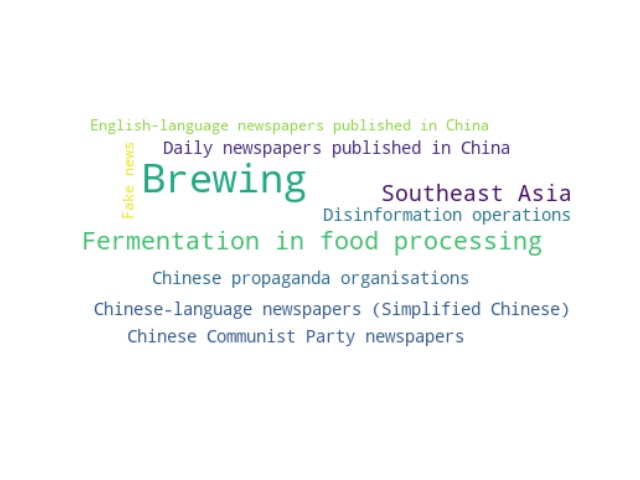 English-language newspapers published in China
Daily newspapers published in China
Fake news
Brewing
Southeast Asia
Disinformation operations
Fermentation in food processing
Chinese propaganda organisations
Chinese-language newspapers (Simplified Chinese)
Chinese Communist Party newspapers